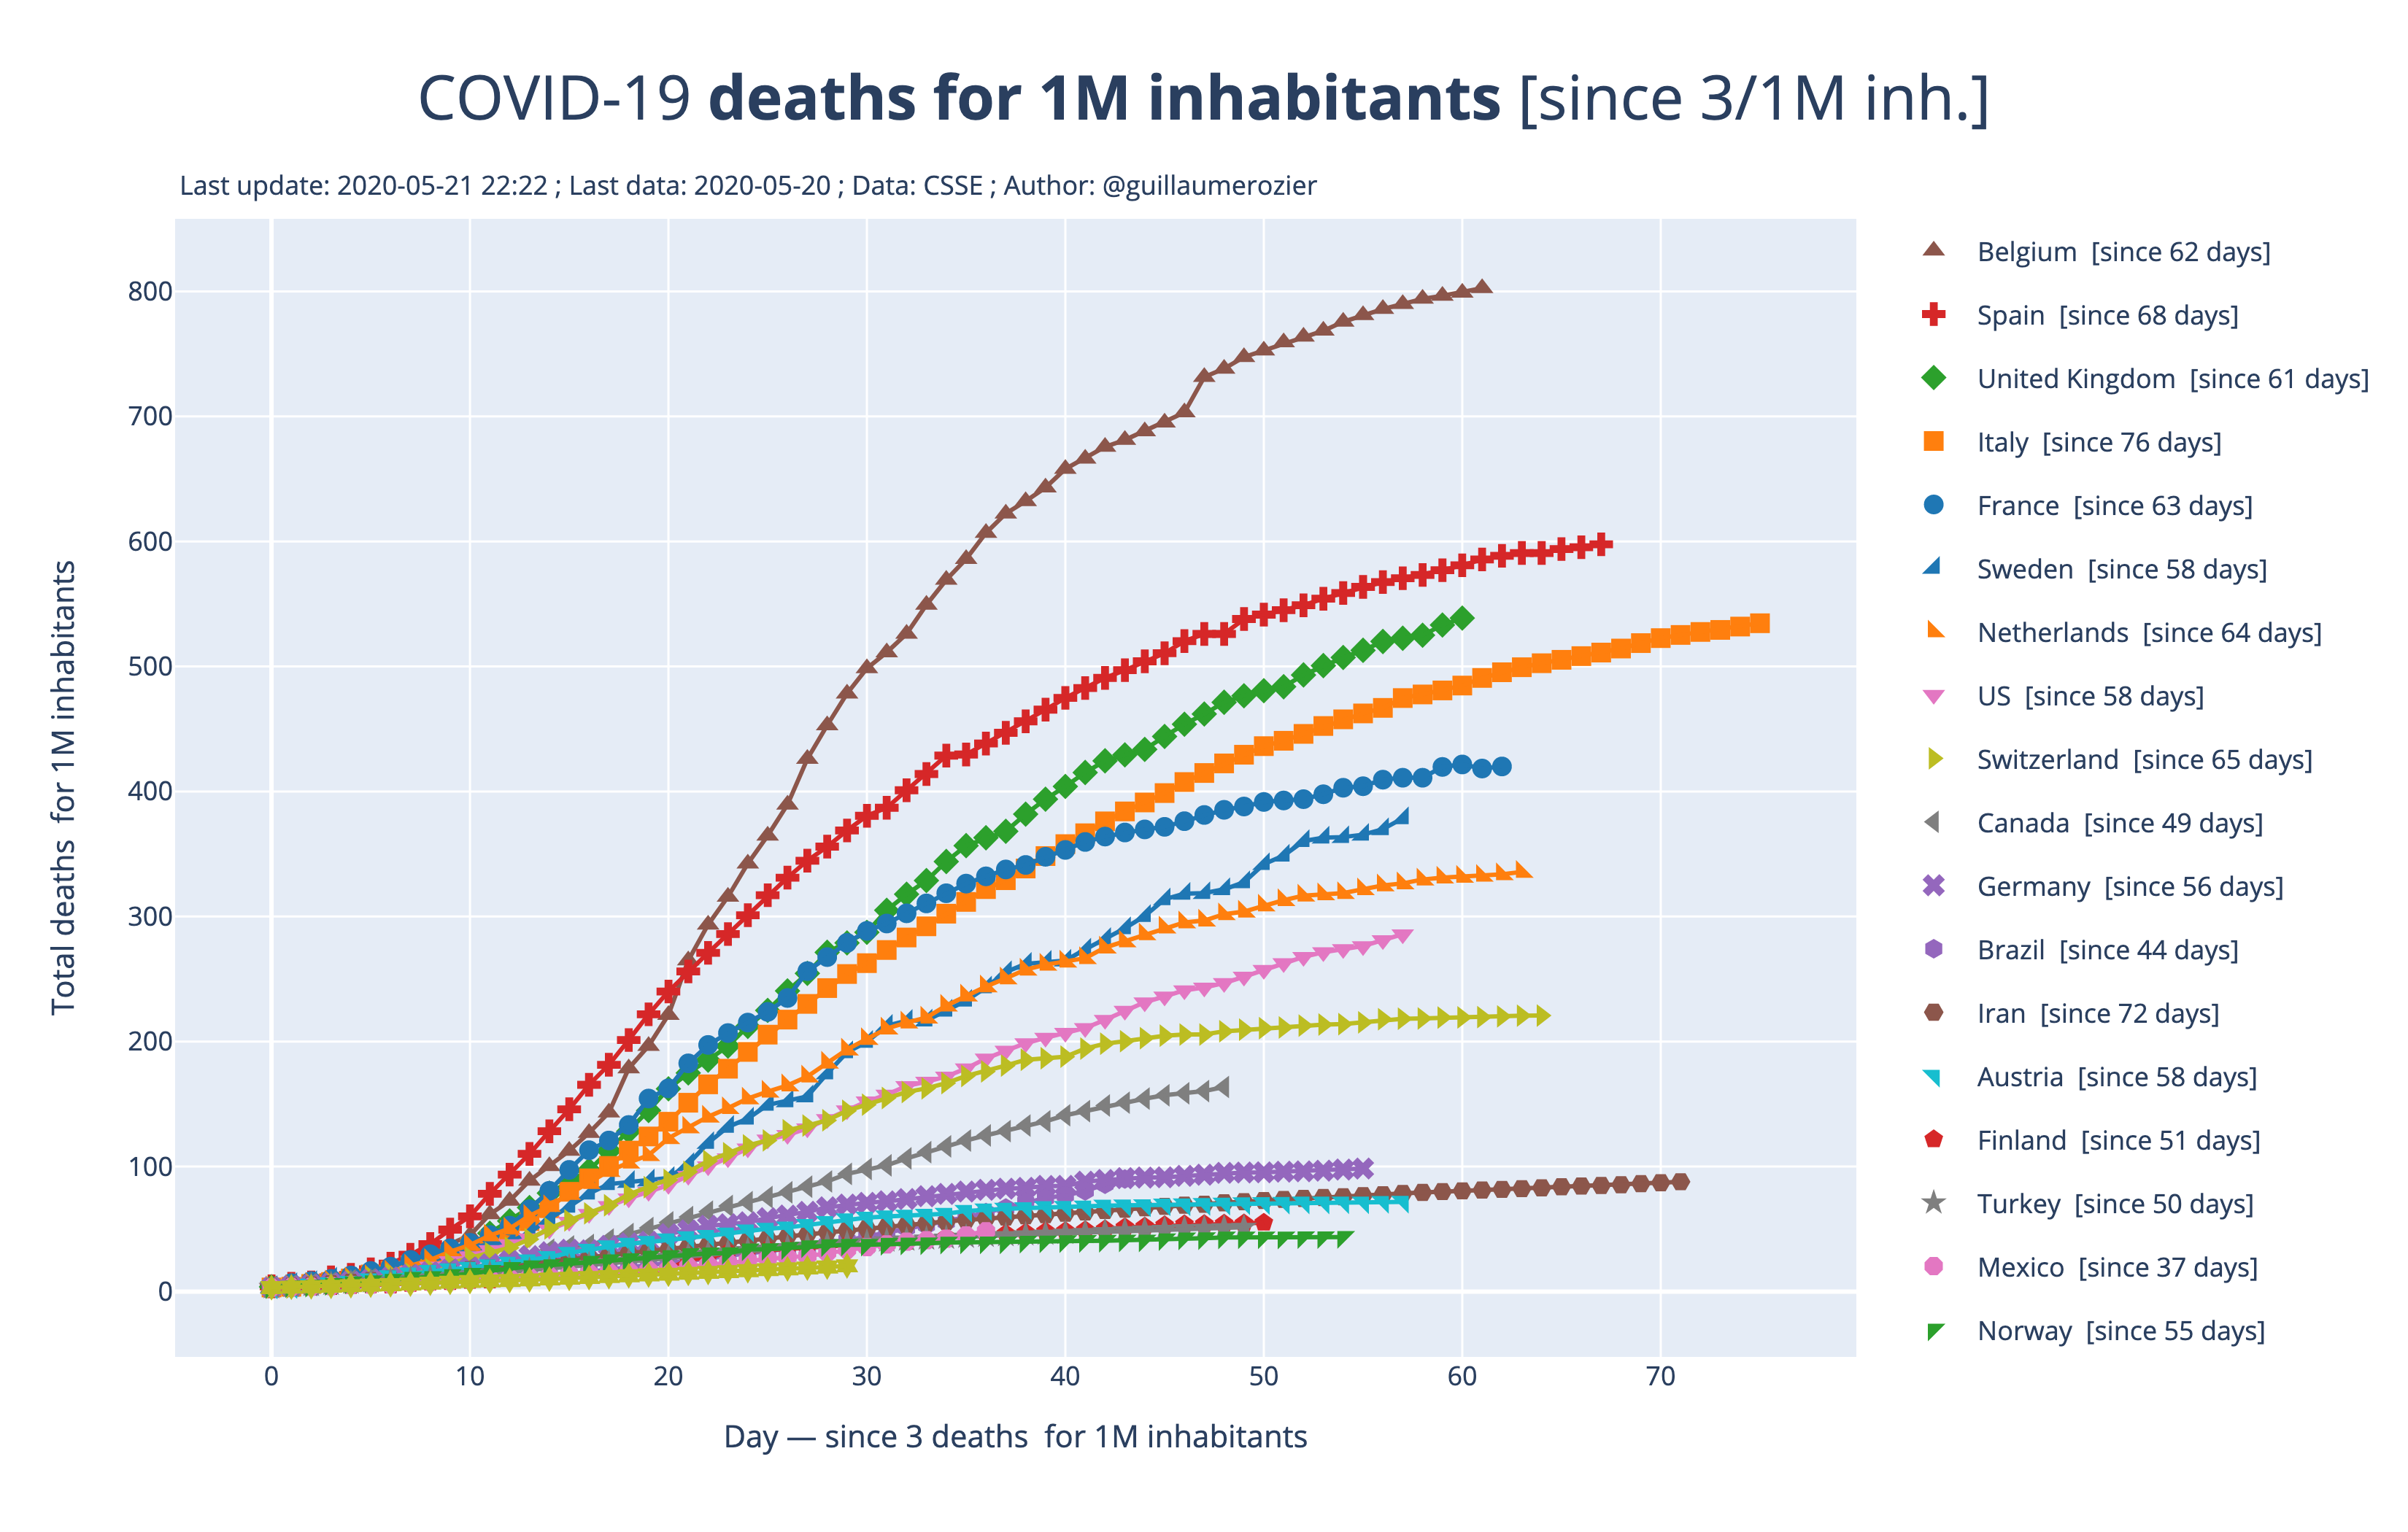 COVID-19 deaths for 1M inhabitants [since 3/1M inh.]
Last update: 2020-05-21 22:22 ; Last data: 2020-05-20 ; Data: CSSE ; Author: @guillaumerozier
Total deaths for 1M inhabitants
800
700
600
500
400
300
200
100
0
0 10 20 30 40 50 60 70
Day — since 3 deaths for 1M inhabitants
Belgium [since 62 days]
Spain [since 68 days]
United Kingdom [since 61 days]
Italy [since 76 days]
France [since 63 days]
Sweden [since 58 days]
Netherlands [since 64 days]
US [since 58 days]
Switzerland [since 65 days]
Canada [since 49 days]
Germany [since 56 days]
Brazil [since 44 days]
Iran [since 72 days]
Austria [since 58 days]
Finland [since 51 days]
Turkey [since 50 days]
Mexico [since 37 days]
Norway [since 55 days]